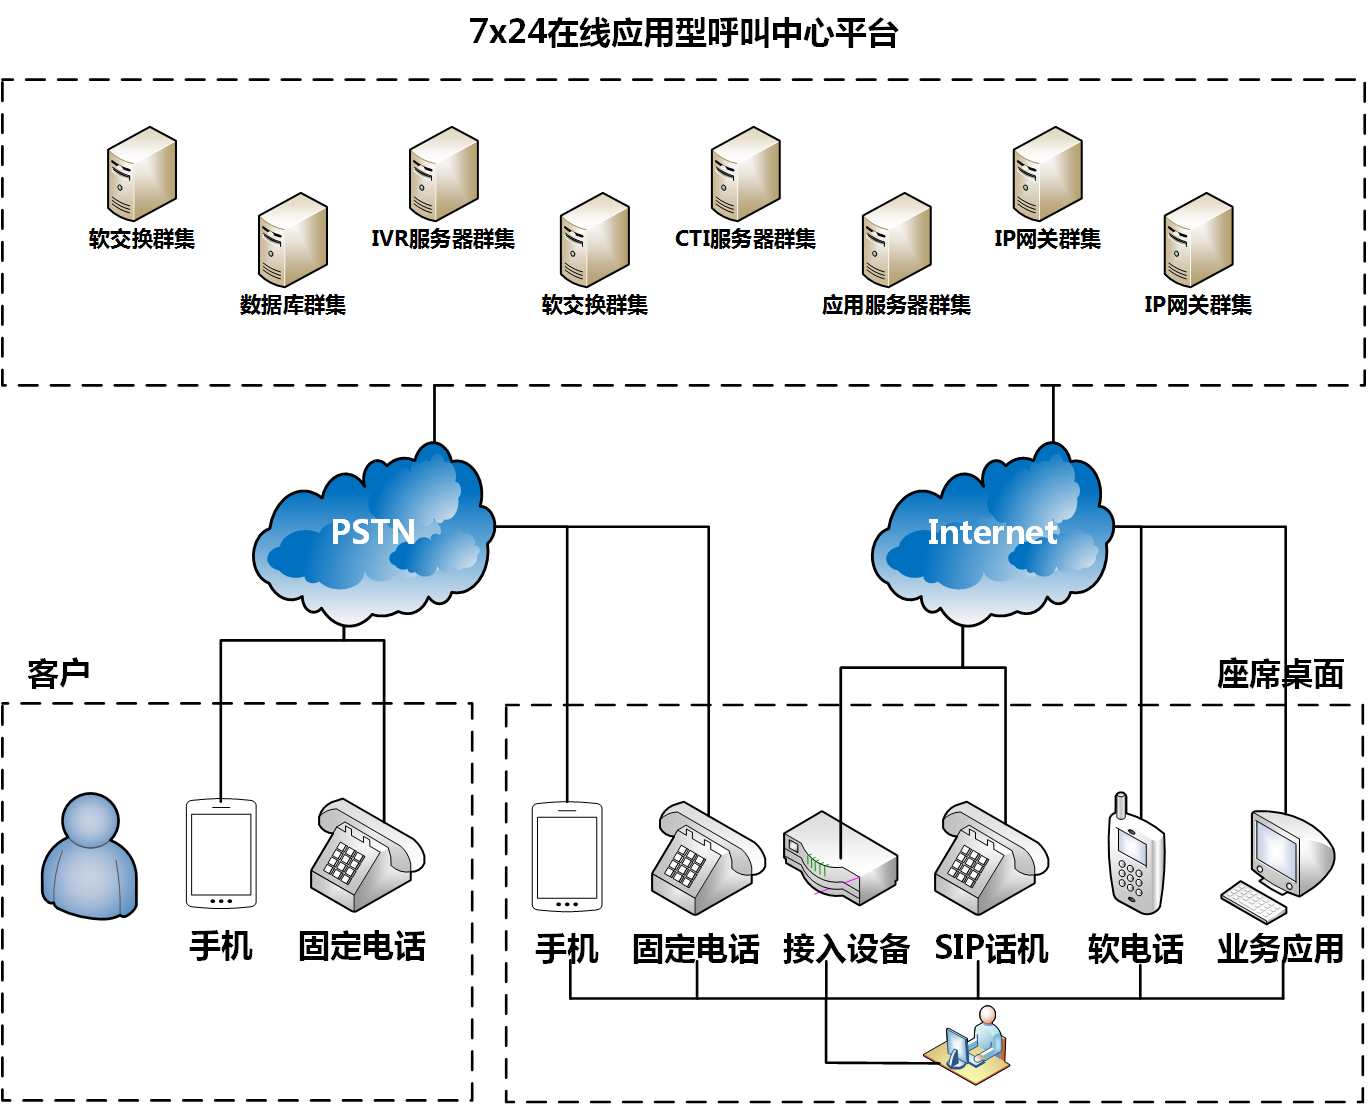 7x24在线应用型呼叫中心平台
软交换群集
IVR服务器群集
CTI服务器群集
IP网关群集
数据库群集
软交换群集
应用服务器群集
IP网关群集
PSTN
Internet
客户
座席桌面
手机
固定电话
手机
固定电话
接入设备
SIP话机
软电话
业务应用